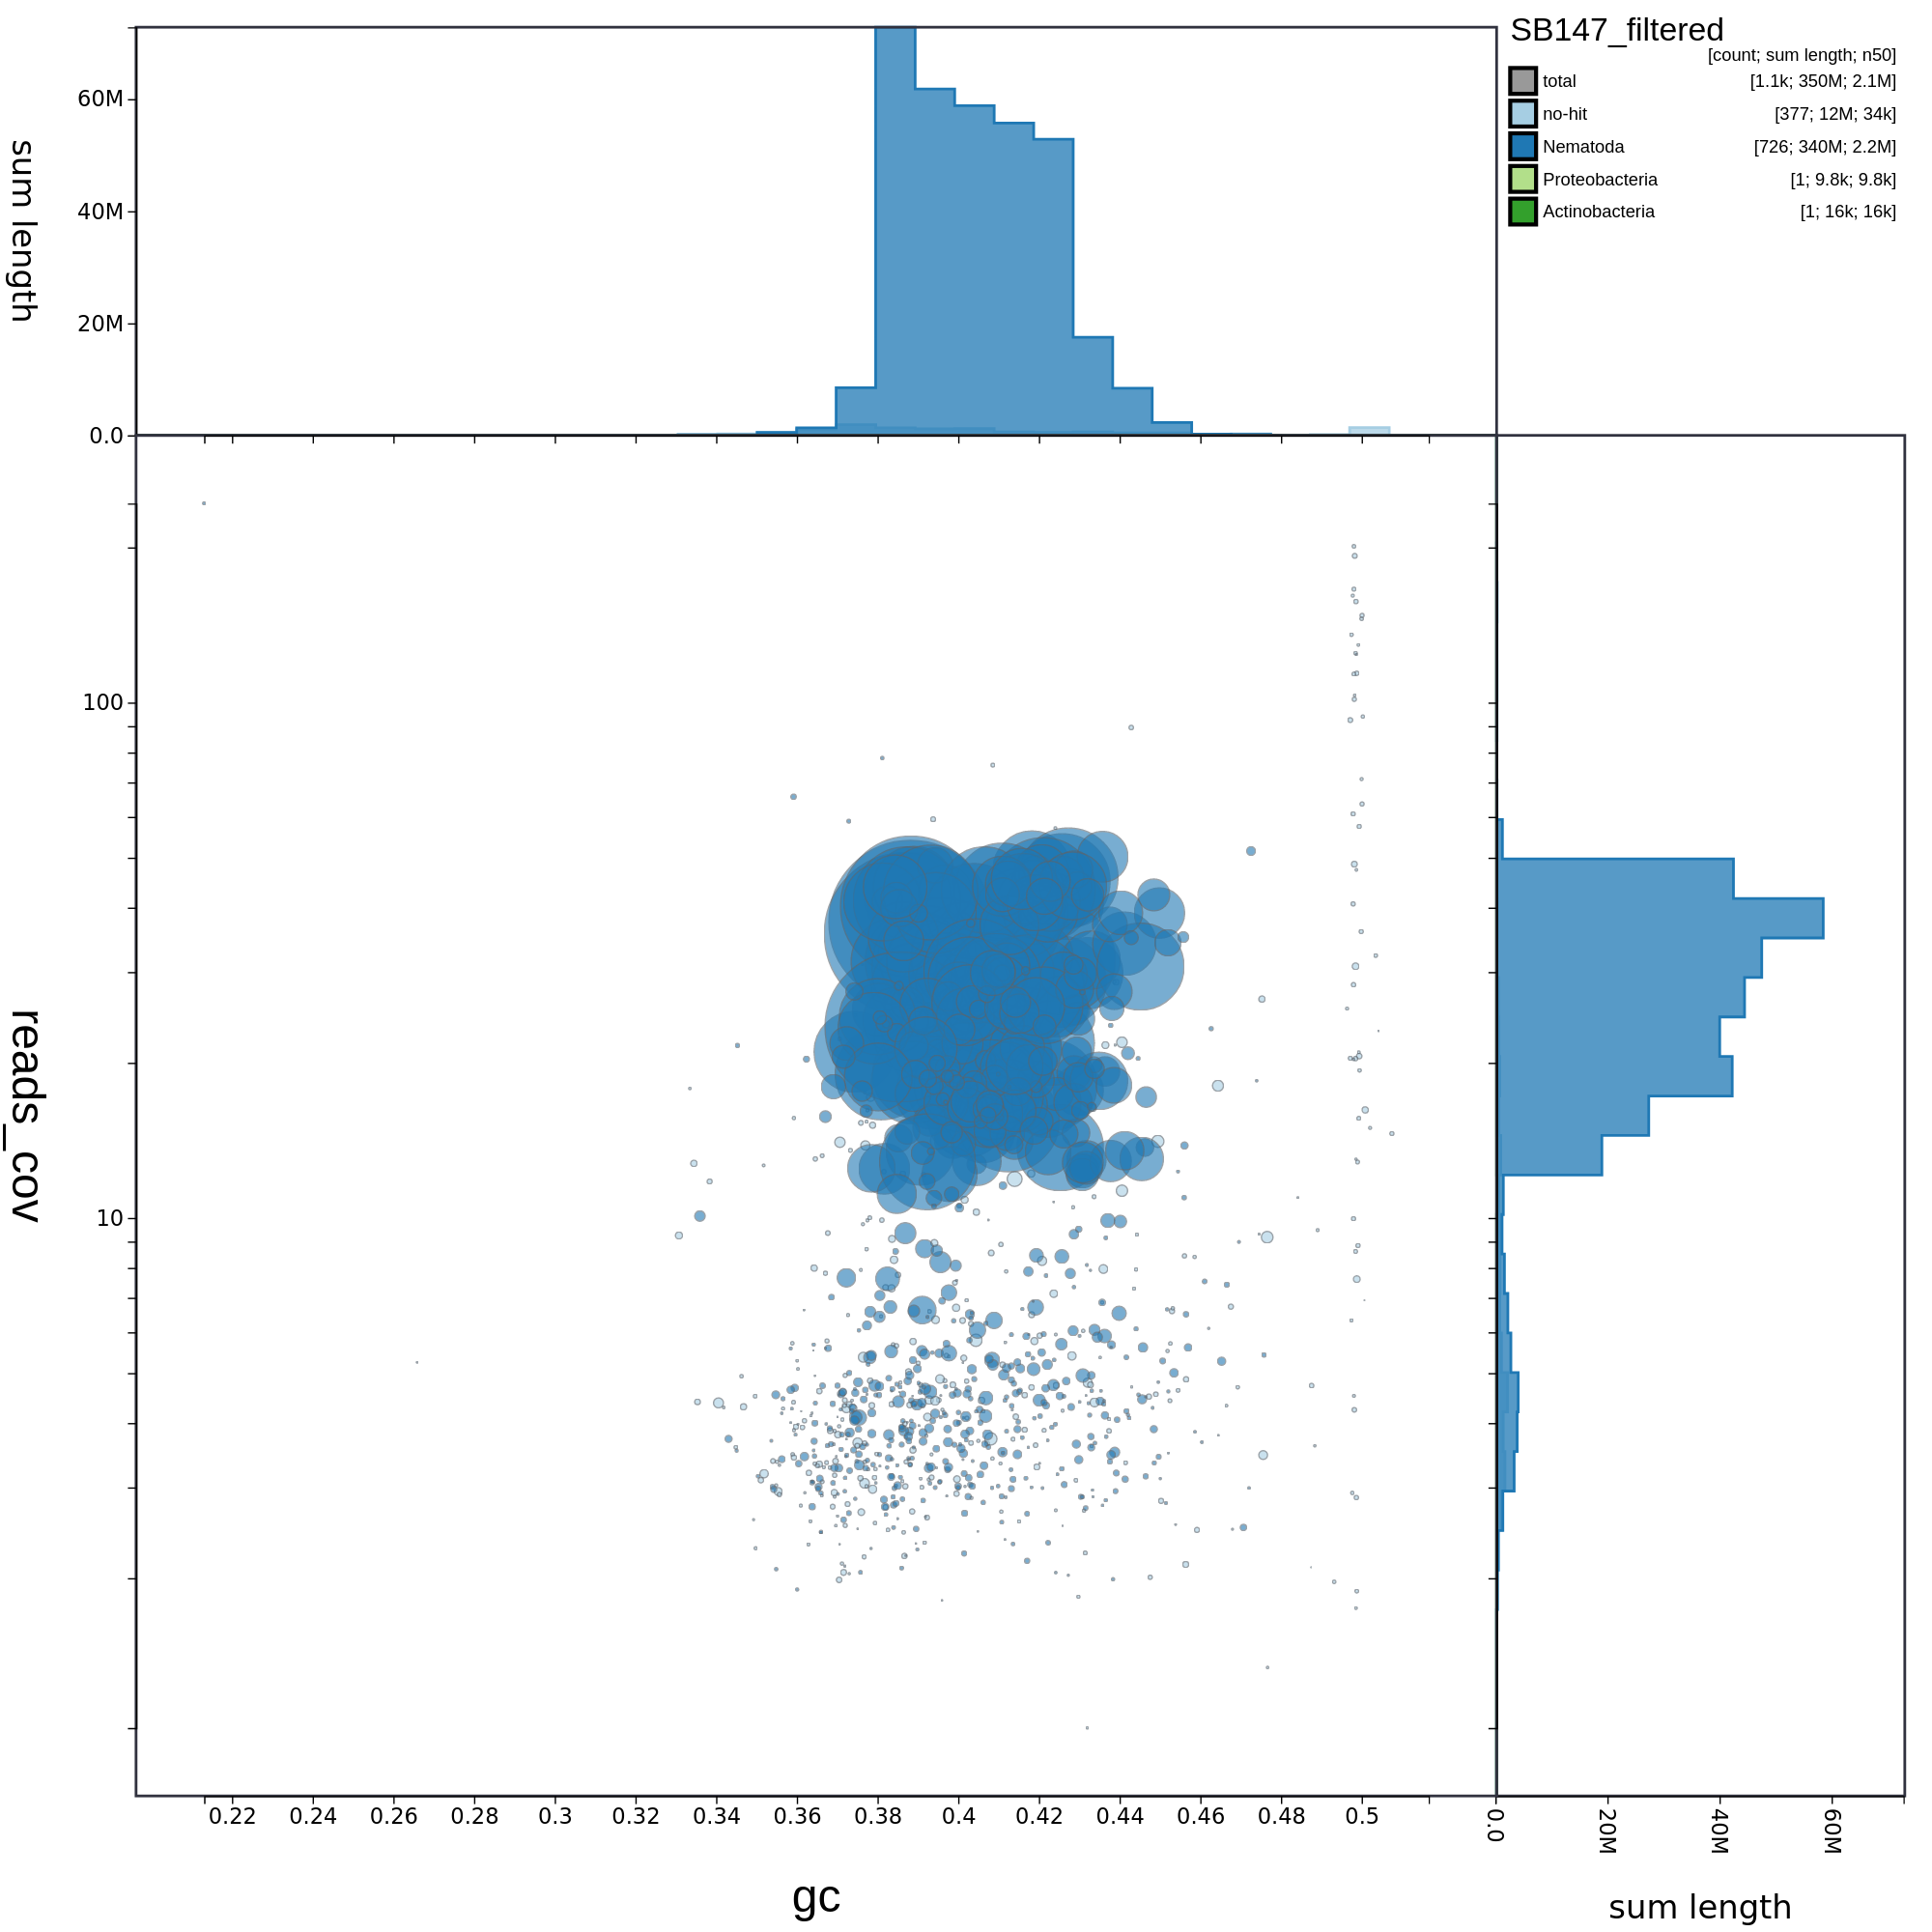 SB147_filtered
[count; sum length; n50]
total [1.1k; 350M; 2.1M]
no-hit [377; 12M; 34k]
Nematoda [726; 340M; 2.2M]
Proteobacteria [1; 9.8k; 9.8k]
Actinobacteria [1; 16k; 16k]
sum length
60M
40M
20M
0.0
reads_cov
100
10
0.22 0.24 0.26 0.28 0.3 0.32 0.34 0.36 0.38 0.4 0.42 0.44 0.46 0.48 0.5
gc
0.0 20M 40M 60M
sum length